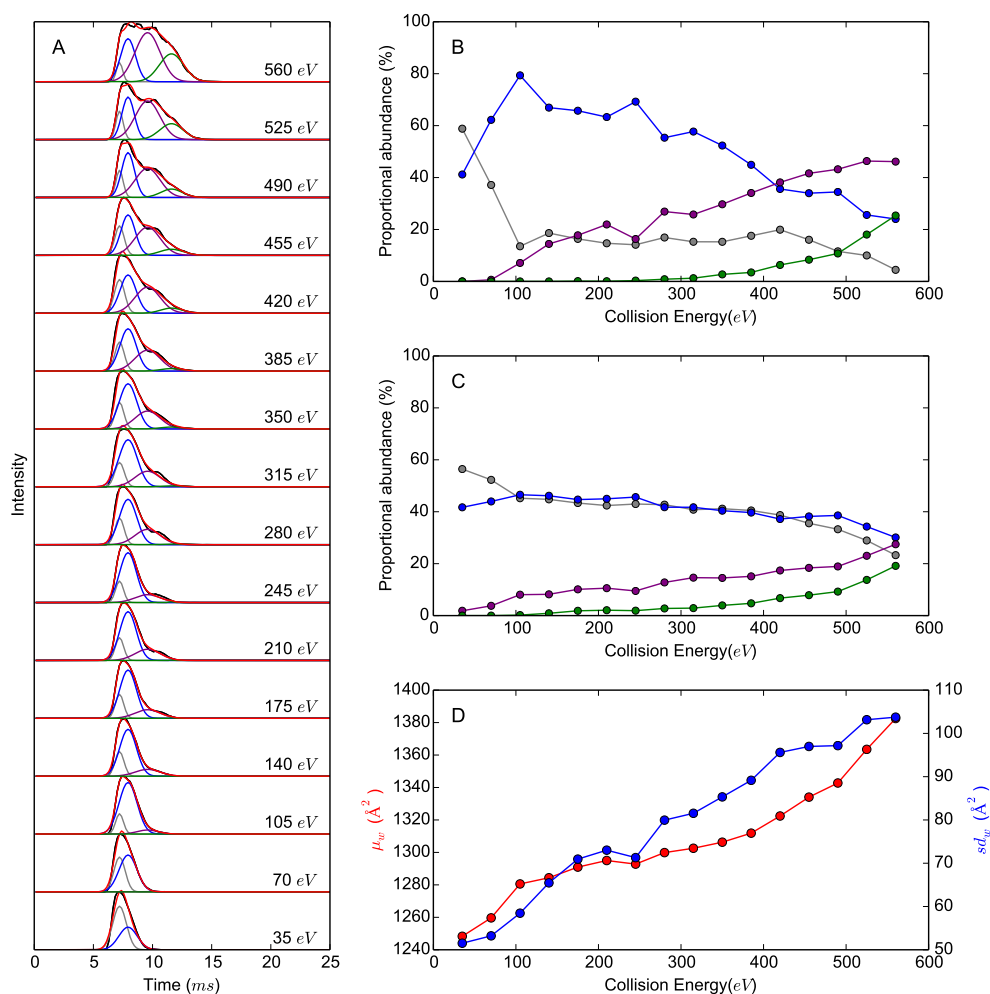 A
560 eV
525 eV
490 eV
455 eV
420 eV
385 eV
350 eV
315 eV
280 eV
245 eV
210 eV
175 eV
140 eV
105 eV
70 eV
35 eV
Intensity
0 5 10 15 20 25
Time (ms)
B
100
80
60
40
20
0
Proportional abundance (%)
0 100 200 300 400 500 600
Collision Energy(eV)
C
100
80
60
40
20
0
Proportional abundance (%)
0 100 200 300 400 500 600
Collision Energy(eV)
D
1400
1380
1360
1340
1320
1300
1280
1260
1240
μw (Å²)
110
100
90
80
70
60
50
sdw (Å²)
0 100 200 300 400 500 600
Collision Energy(eV)